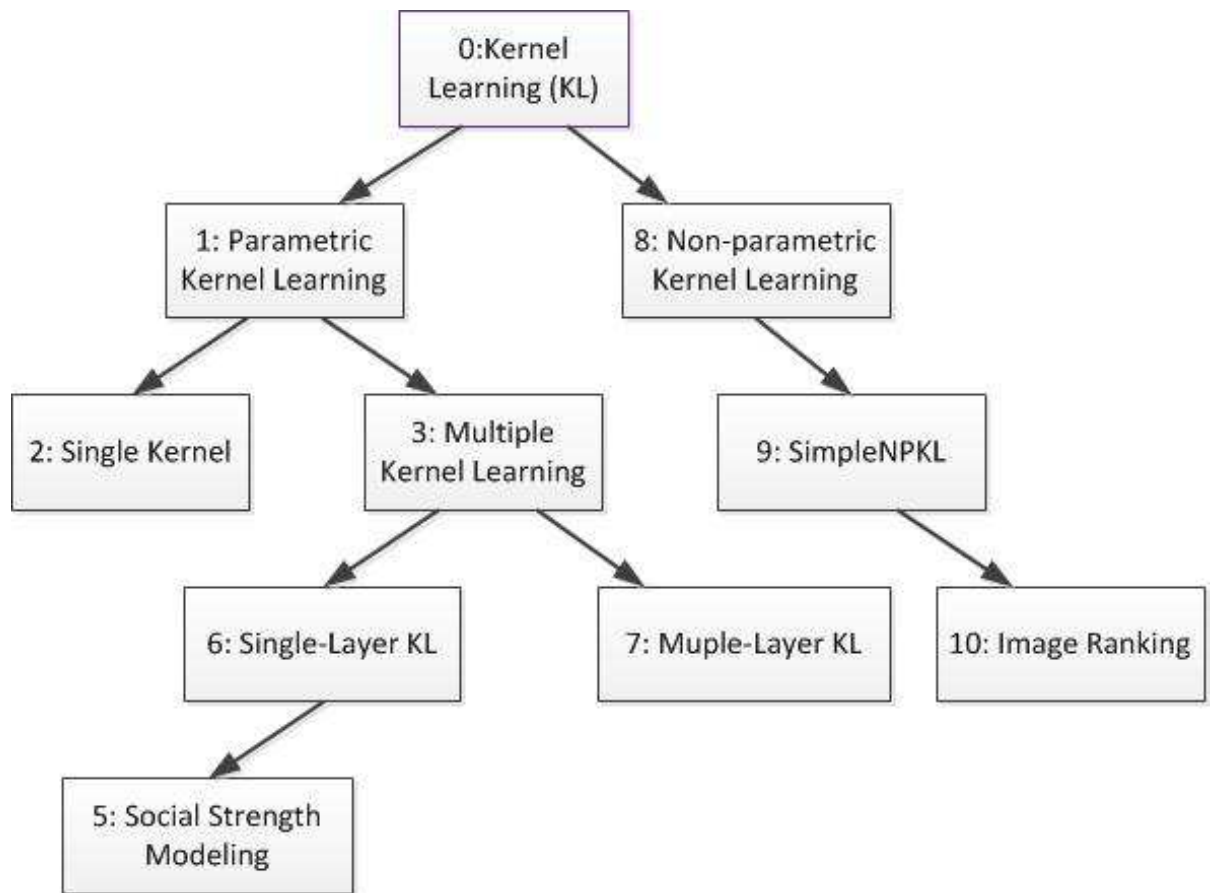 0:Kernel
Learning (KL)
1: Parametric
Kernel Learning
8: Non-parametric
Kernel Learning
2: Single Kernel
3: Multiple
Kernel Learning
9: SimpleNPKL
6: Single-Layer KL
7: Muple-Layer KL
10: Image Ranking
5: Social Strength
Modeling